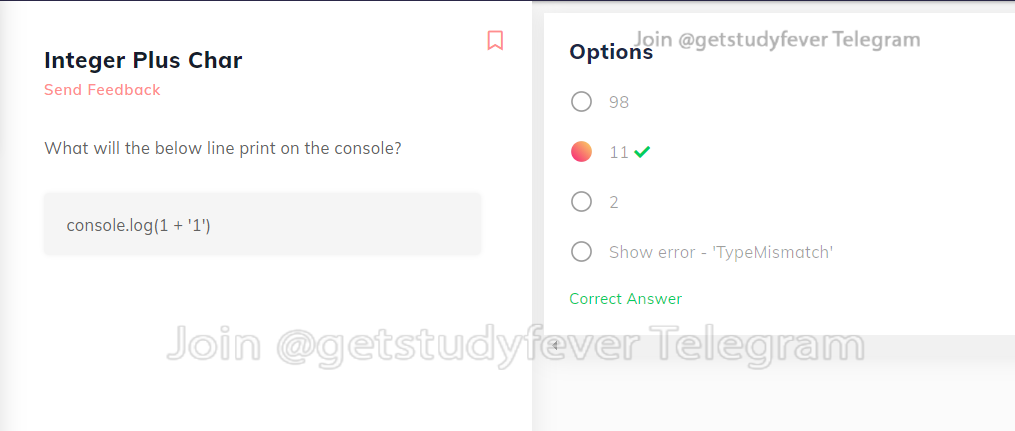 Integer Plus Char
Send Feedback
What will the below line print on the console?
console.log(1 + '1')
Join @getstudyfever Telegram
Options
98
11
2
Show error - 'TypeMismatch'
Correct Answer
Join @getstudyfever Telegram